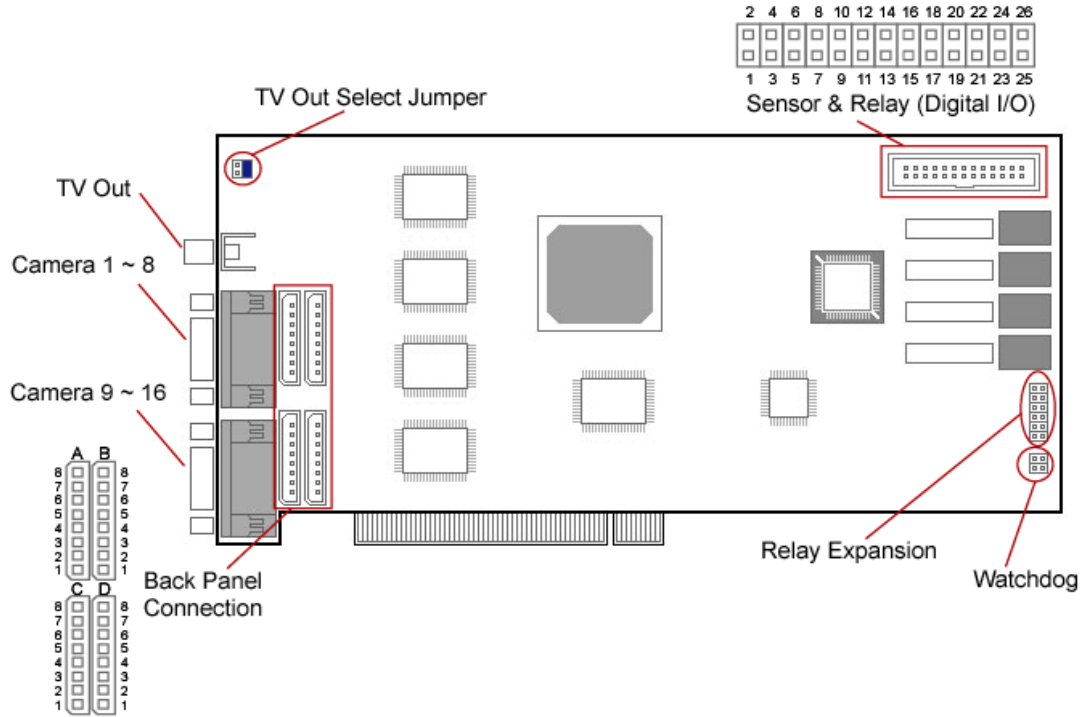 2 4 6 8 10 12 14 16 18 20 22 24 26
1 3 5 7 9 11 13 15 17 19 21 23 25
Sensor & Relay (Digital I/O)
TV Out Select Jumper
TV Out
Camera 1 ~ 8
Camera 9 ~ 16
A B
8 8
7 7
6 6
5 5
4 4
3 3
2 2
1 1
C D
8 8
7 7
6 6
5 5
4 4
3 3
2 2
1 1
Back Panel
Connection
Relay Expansion
Watchdog